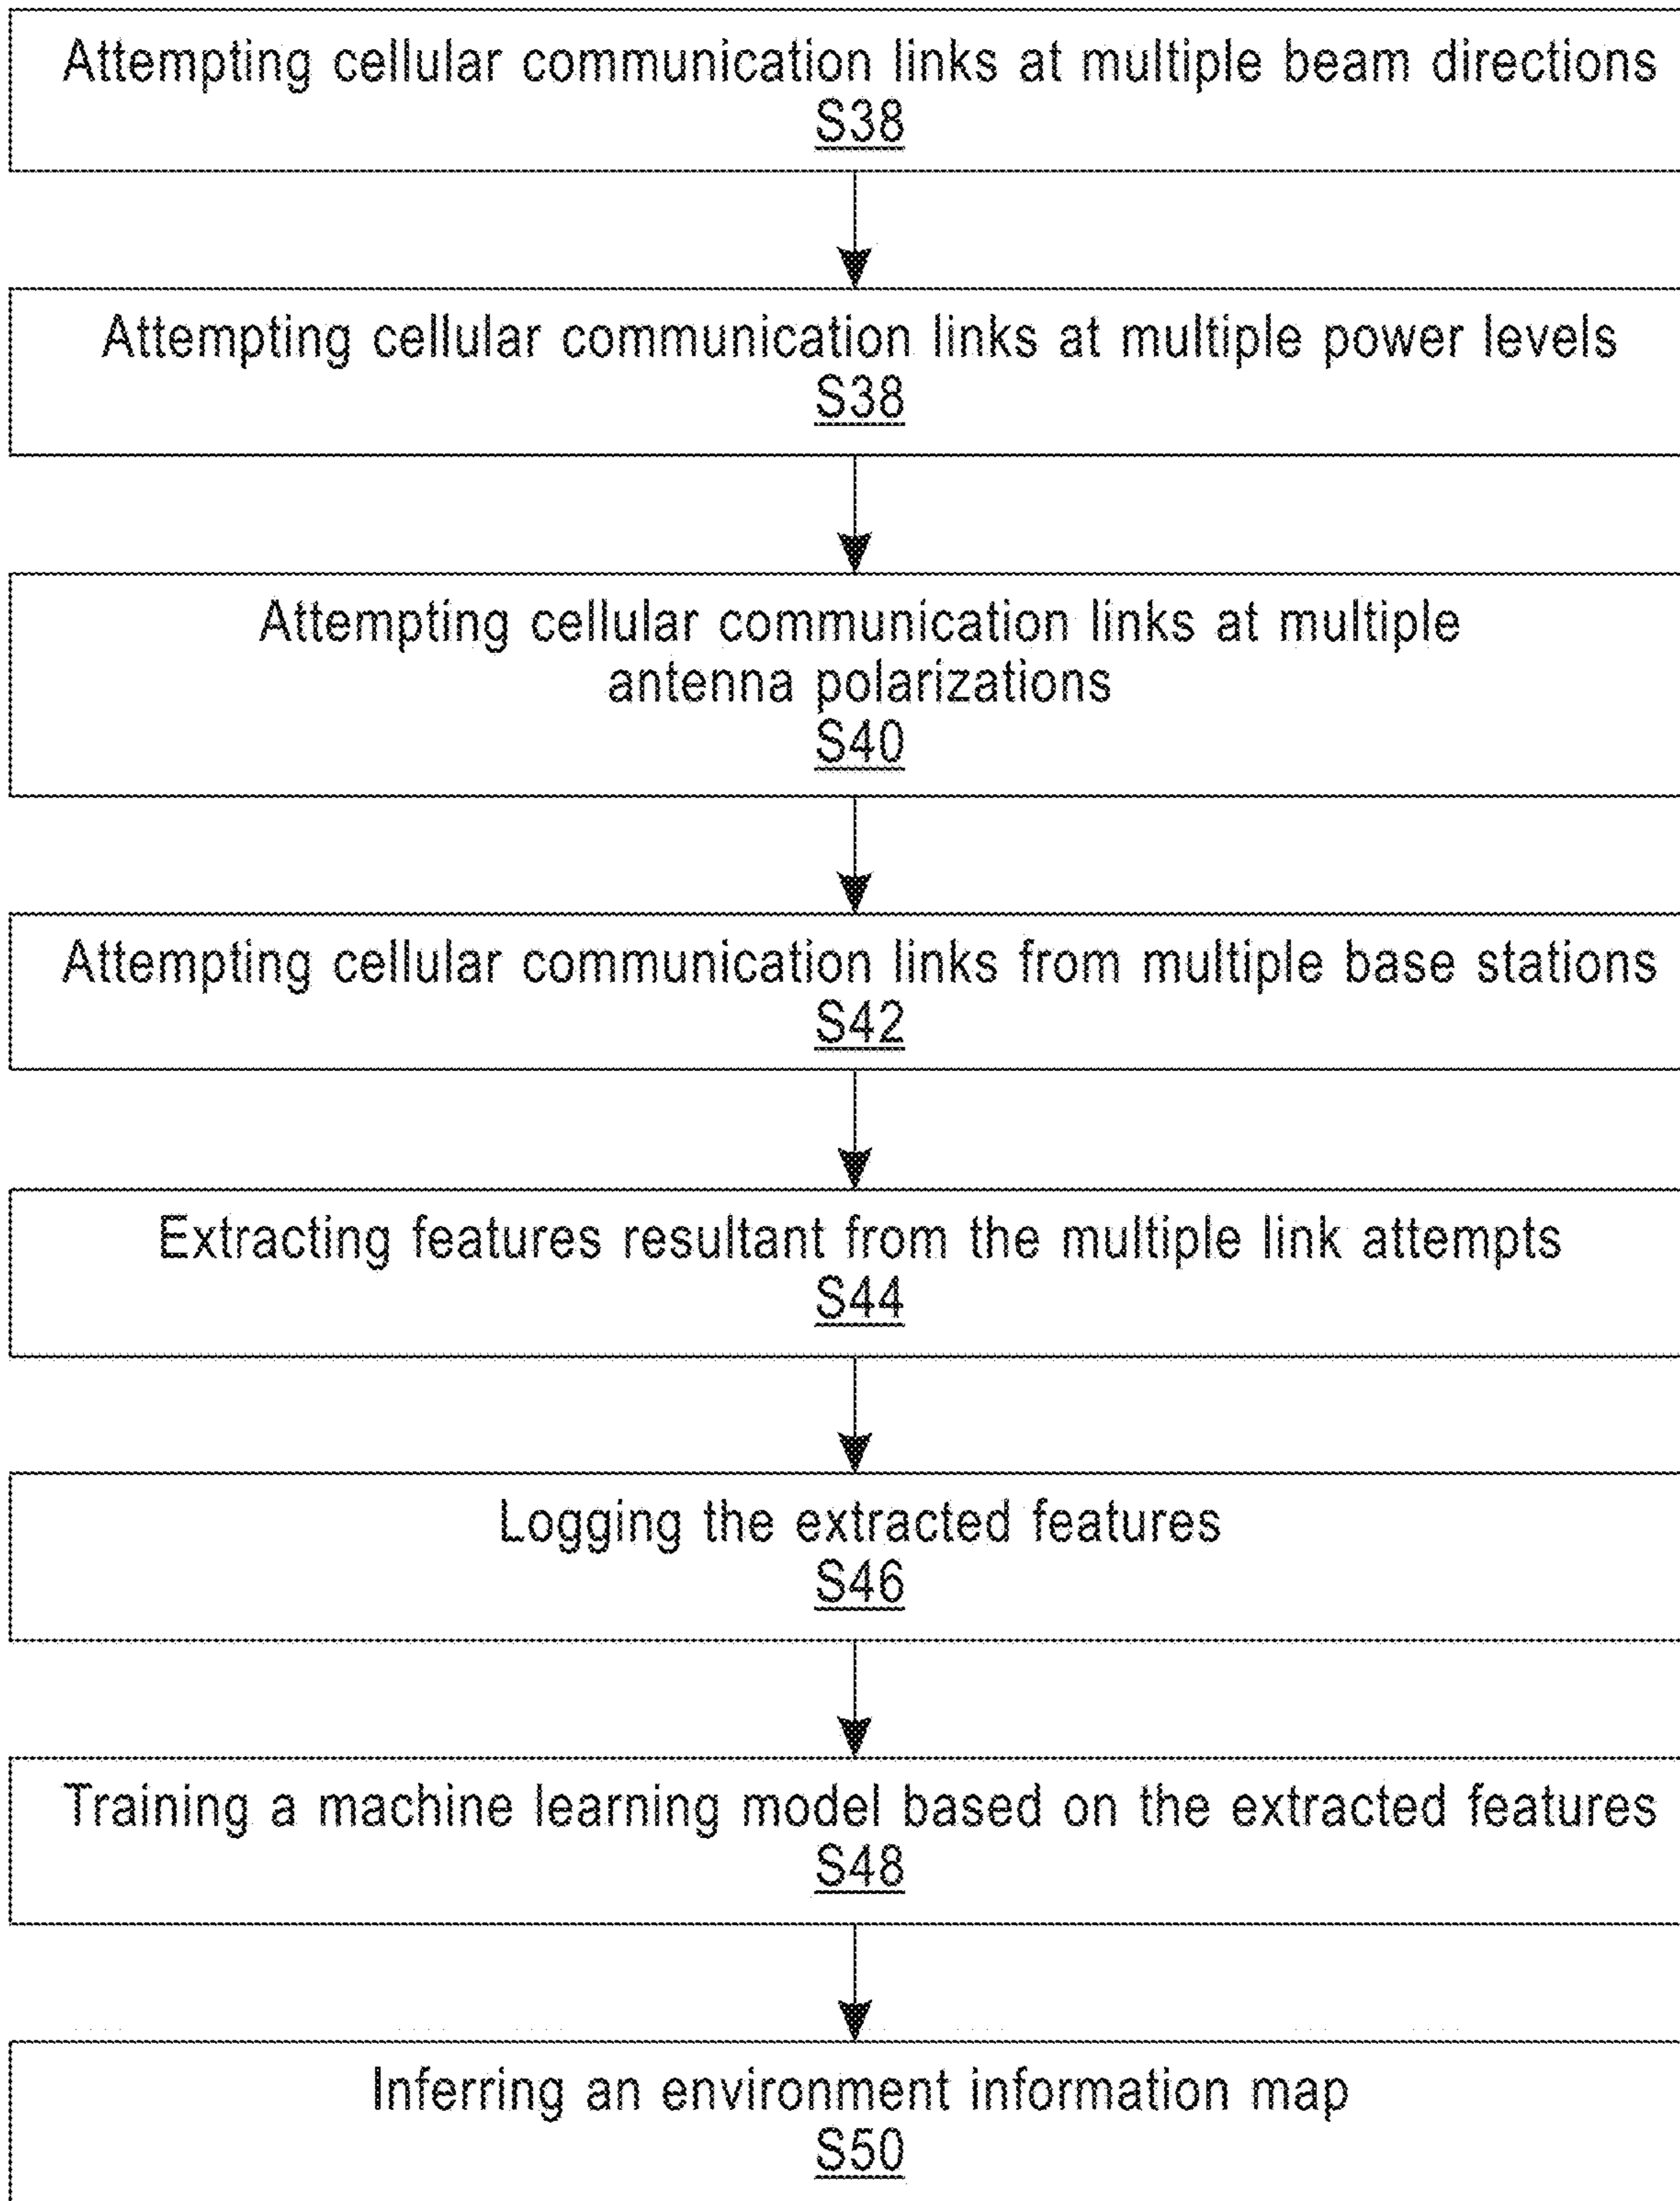 Attempting cellular communication links at multiple beam directions
S38
Attempting cellular communication links at multiple power levels
S38
Attempting cellular communication links at multiple
antenna polarizations
S40
Attempting cellular communication links from multiple base stations
S42
Extracting features resultant from the multiple link attempts
S44
Logging the extracted features
S46
Training a machine learning model based on the extracted features
S48
Inferring an environment information map
S50